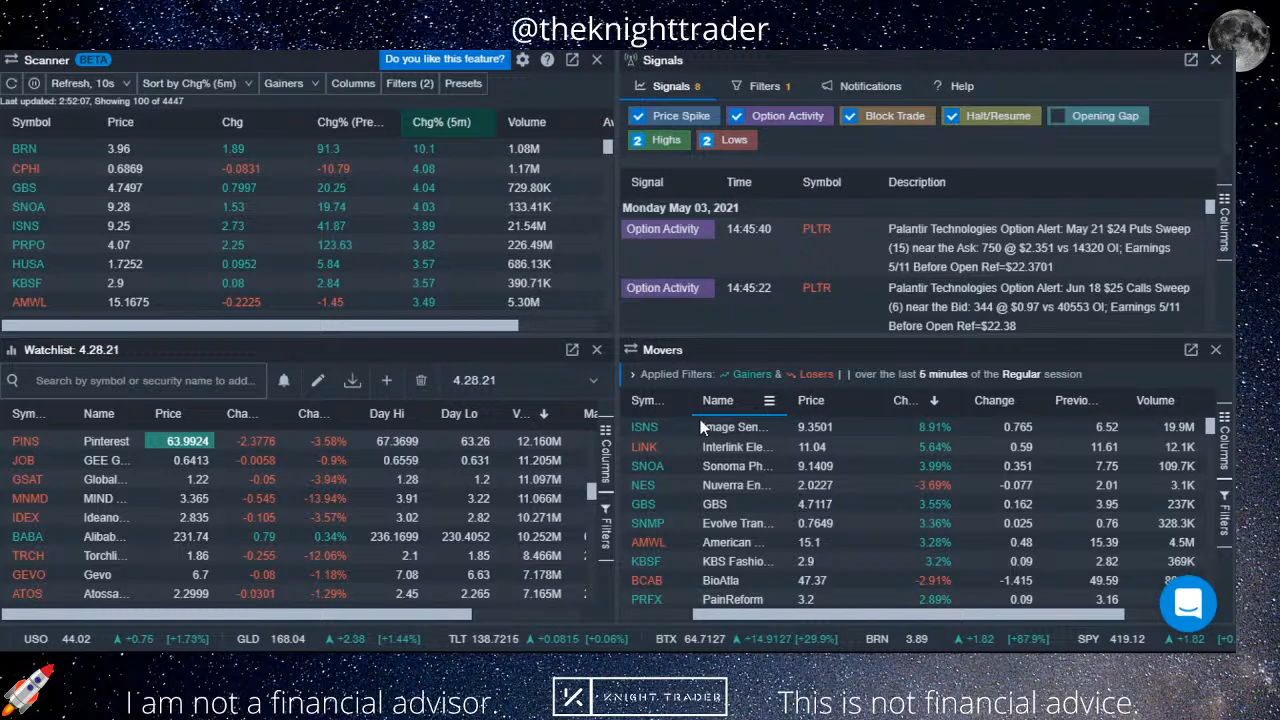 @theknighttrader
Scanner BETA Do you like this feature?
Refresh, 10s Sort by Chg% (5m) Gainers Columns Filters (2) Presets
Last updated: 2:52:07, Showing 100 of 4447
Symbol Price Chg Chg% (Pre... Chg% (5m) Volume Av
BRN 3.96 1.89 91.3 10.1 1.08M
CPHI 0.6869 -0.0831 -10.79 4.08 1.17M
GBS 4.7497 0.7997 20.25 4.04 729.80K
SNOA 9.28 1.53 19.74 4.03 133.41K
ISNS 9.25 2.73 41.87 3.89 21.54M
PRPO 4.07 2.25 123.63 3.82 226.49M
HUSA 1.7252 0.0952 5.84 3.57 686.13K
KBSF 2.9 0.08 2.84 3.57 390.71K
AMWL 15.1675 -0.2225 -1.45 3.49 5.30M
Signals
Signals 8 Filters 1 Notifications ? Help
Price Spike Option Activity Block Trade Halt/Resume Opening Gap
2 Highs 2 Lows
Signal Time Symbol Description
Monday May 03, 2021
Option Activity 14:45:40 PLTR Palantir Technologies Option Alert: May 21 $24 Puts Sweep
(15) near the Ask: 750 @ $2.351 vs 14320 OI; Earnings
5/11 Before Open Ref=$22.3701
Option Activity 14:45:22 PLTR Palantir Technologies Option Alert: Jun 18 $25 Calls Sweep
(6) near the Bid: 344 @ $0.97 vs 40553 OI; Earnings 5/11
Before Open Ref=$22.38
Columns
Watchlist: 4.28.21
Search by symbol or security name to add... 4.28.21
Sym... Name Price Cha... Cha... Day Hi Day Lo V...
PINS Pinterest 63.9924 -2.3776 -3.58% 67.3699 63.26 12.160M
JOB GEE G... 0.6413 -0.0058 -0.9% 0.6559 0.631 11.205M
GSAT Global... 1.22 -0.05 -3.94% 1.28 1.2 11.097M
MNMD MIND ... 3.365 -0.545 -13.94% 3.91 3.22 11.066M
IDEX Ideano... 2.835 -0.105 -3.57% 3.02 2.82 10.271M
BABA Alibab... 231.74 0.79 0.34% 236.1699 230.4052 10.252M
TRCH Torchli... 1.86 -0.255 -12.06% 2.1 1.85 8.466M
GEVO Gevo 6.7 -0.08 -1.18% 7.08 6.63 7.178M
ATOS Atossa... 2.2999 -0.0301 -1.29% 2.45 2.265 7.165M
Columns
Filters
Movers
Applied Filters: Gainers & Losers | | over the last 5 minutes of the Regular session
Sym... Name Price Ch... Change Previo... Volume
ISNS Image Sen... 9.3501 8.91% 0.765 6.52 19.9M
LINK Interlink Ele... 11.04 5.64% 0.59 11.61 12.1K
SNOA Sonoma Ph... 9.1409 3.99% 0.351 7.75 109.7K
NES Nuverra En... 2.0227 -3.69% -0.077 2.01 3.1K
GBS GBS 4.7117 3.55% 0.162 3.95 237K
SNMP Evolve Tran... 0.7649 3.36% 0.025 0.76 328.3K
AMWL American ... 15.1 3.28% 0.48 15.39 4.5M
KBSF KBS Fashio... 2.9 3.2% 0.09 2.82 369K
BCAB BioAtla 47.37 -2.91% -1.415 49.59
PRFX PainReform 3.2 2.89% 0.09 3.16
Columns
Filters
USO 44.02 +0.75 [+1.73%] GLD 168.04 +2.38 [+1.44%] TLT 138.7215 +0.0815 [+0.06%] BTX 64.7127 +14.9127 [+29.9%] BRN 3.89 +1.82 [+87.9%] SPY 419.12 +1.82 [+0
I am not a financial advisor. KNIGHT TRADER This is not financial advice.